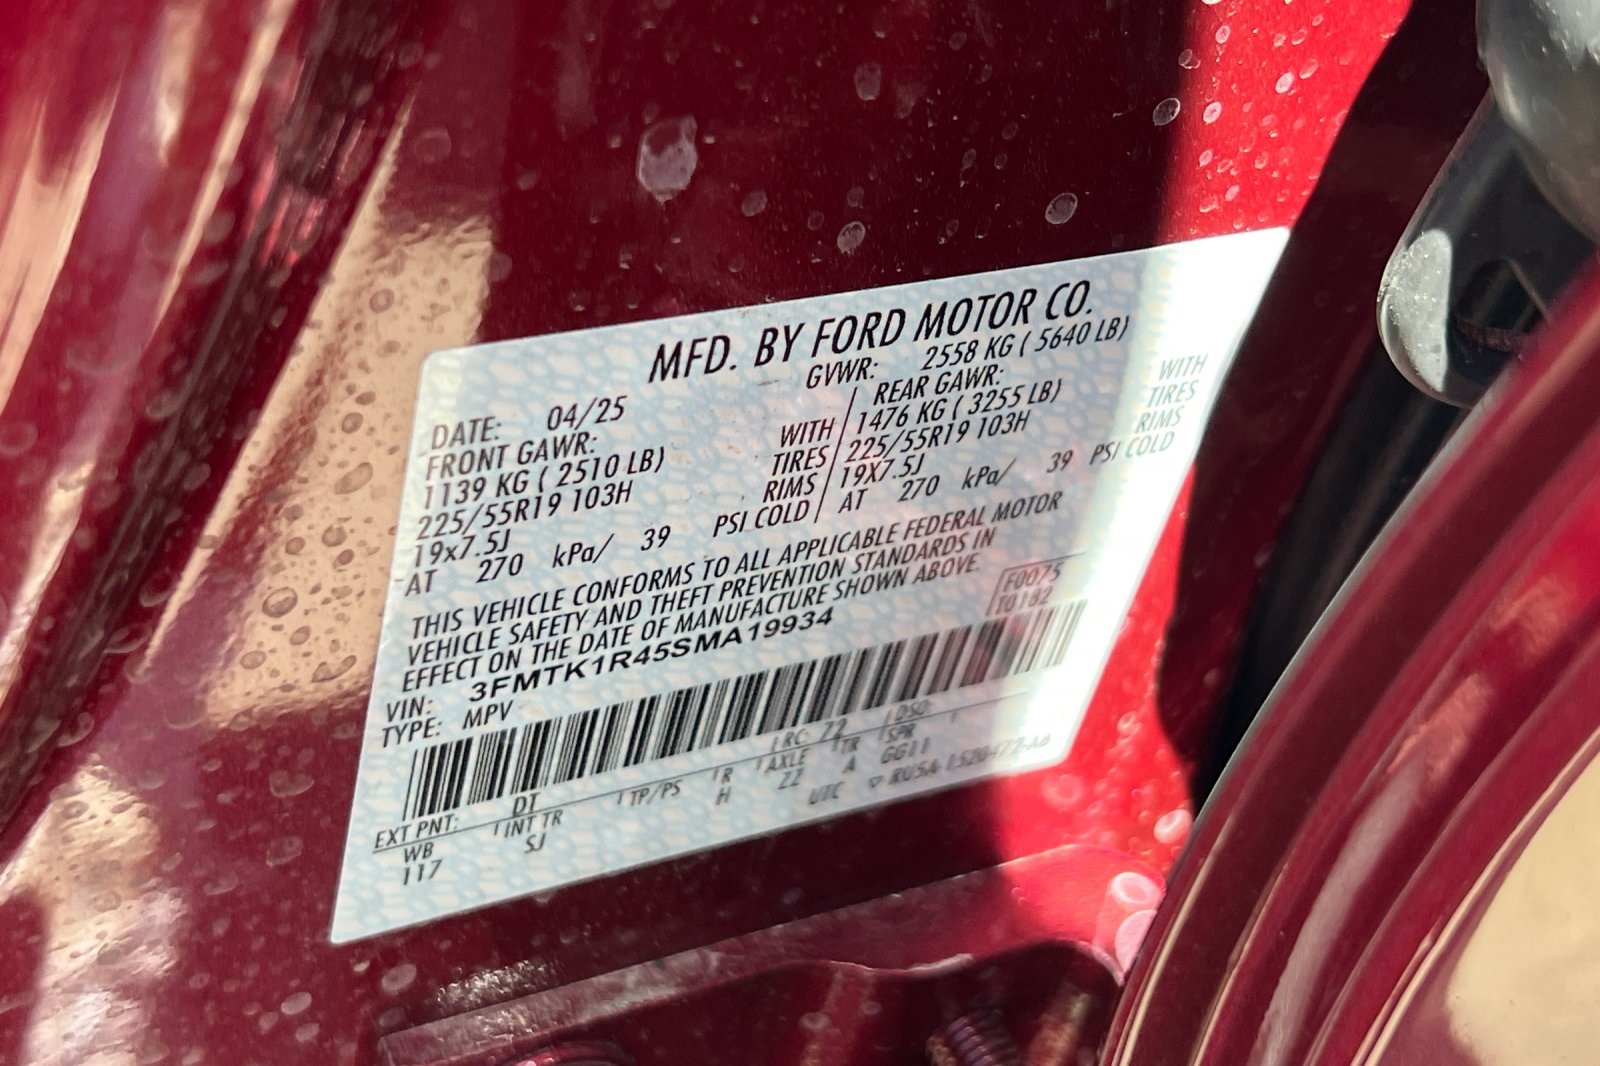 MFD. BY FORD MOTOR CO.
DATE: 04/25 GVWR: 2558 KG ( 5640 LB)
FRONT GAWR: REAR GAWR:
1139 KG ( 2510 LB) WITH 1476 KG ( 3255 LB) WITH
225/55R19 103H TIRES 225/55R19 103H TIRES
19x7.5J RIMS 19X7.5J RIMS
AT 270 kPa/ 39 PSI COLD AT 270 kPa/ 39 PSI COLD
THIS VEHICLE CONFORMS TO ALL APPLICABLE FEDERAL MOTOR
VEHICLE SAFETY AND THEFT PREVENTION STANDARDS IN
EFFECT ON THE DATE OF MANUFACTURE SHOWN ABOVE.
VIN: 3FMTK1R45SMA19934
TYPE: MPV
F0075
T0182
EXT PNT: DT RC: 72 DSO:
WB INT TR TP/PS R AXLE TR SPR
117 SJ H ZZ A GG11
UTC